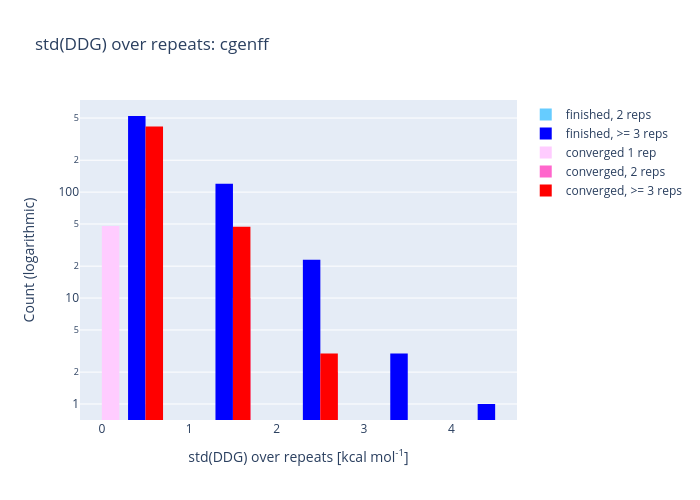 std(DDG) over repeats: cgenff
finished, 2 reps
finished, >= 3 reps
converged 1 rep
converged, 2 reps
converged, >= 3 reps
Count (logarithmic)
5
2
100
5
2
10
5
2
1
0
1
2
3
4
std(DDG) over repeats [kcal mol⁻¹]